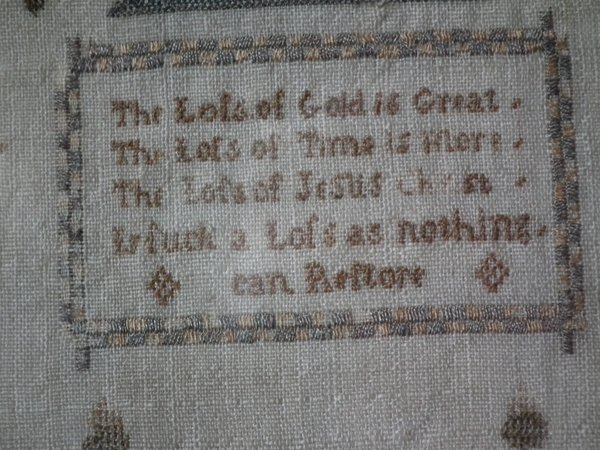 The Loſs of Gold is Great .
The Loſs of Time is More .
The Loſs of Jesus Christ .
Is ſuch a Loſs as nothing .
can Reſtore